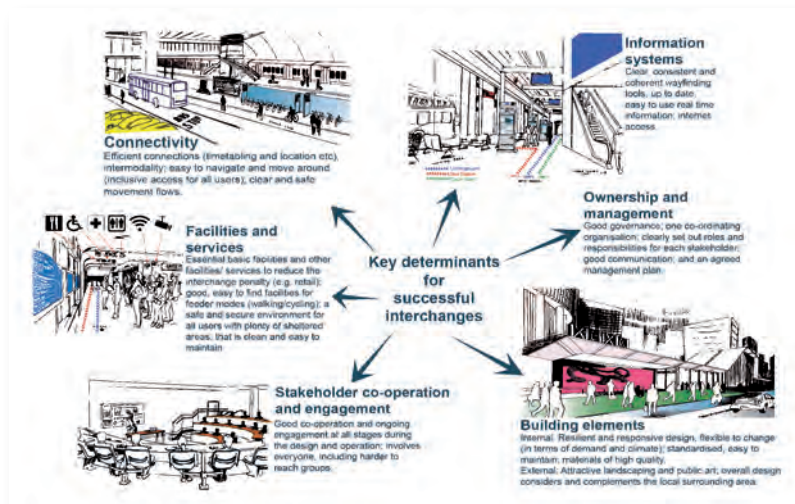 Connectivity
Efficient connections (timetabling and location etc),
intermodality; easy to navigate and move around
(inclusive access for all users), clear and safe
movement flows.
Information
systems
Clear, consistent and
coherent wayfinding
tools, up to date,
easy to use real time
information; internet
access.
Facilities and
services
Essential basic facilities and other
facilities/ services to reduce the
interchange penalty (e.g. retail);
good, easy to find facilities for
feeder modes (walking/cycling); a
safe and secure environment for
all users with plenty of sheltered
areas, that is clean and easy to
maintain
Key determinants
for
successful
interchanges
Ownership and
management
Good governance; one co-ordinating
organisation; clearly set out roles and
responsibilities for each stakeholder;
good communication; and an agreed
management plan.
Stakeholder co-operation
and engagement
Good co-operation and ongoing
engagement at all stages during
the design and operation; involves
everyone, including harder to
reach groups.
Building elements
Internal: Resilient and responsive design, flexible to change
(in terms of demand and climate); standardised, easy to
maintain; materials of high quality.
External: Attractive landscaping and public art; overall design
considers and complements the local surrounding area.